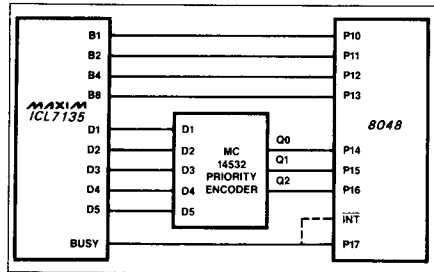 B1
B2
B4
B8
MAXIM
ICL7135
D1
D2
D3
D4
D5
BUSY
D1
D2
D3
D4
D5
MC
14532
PRIORITY
ENCODER
Q0
Q1
Q2
P10
P11
P12
P13
8048
P14
P15
P16
INT
P17